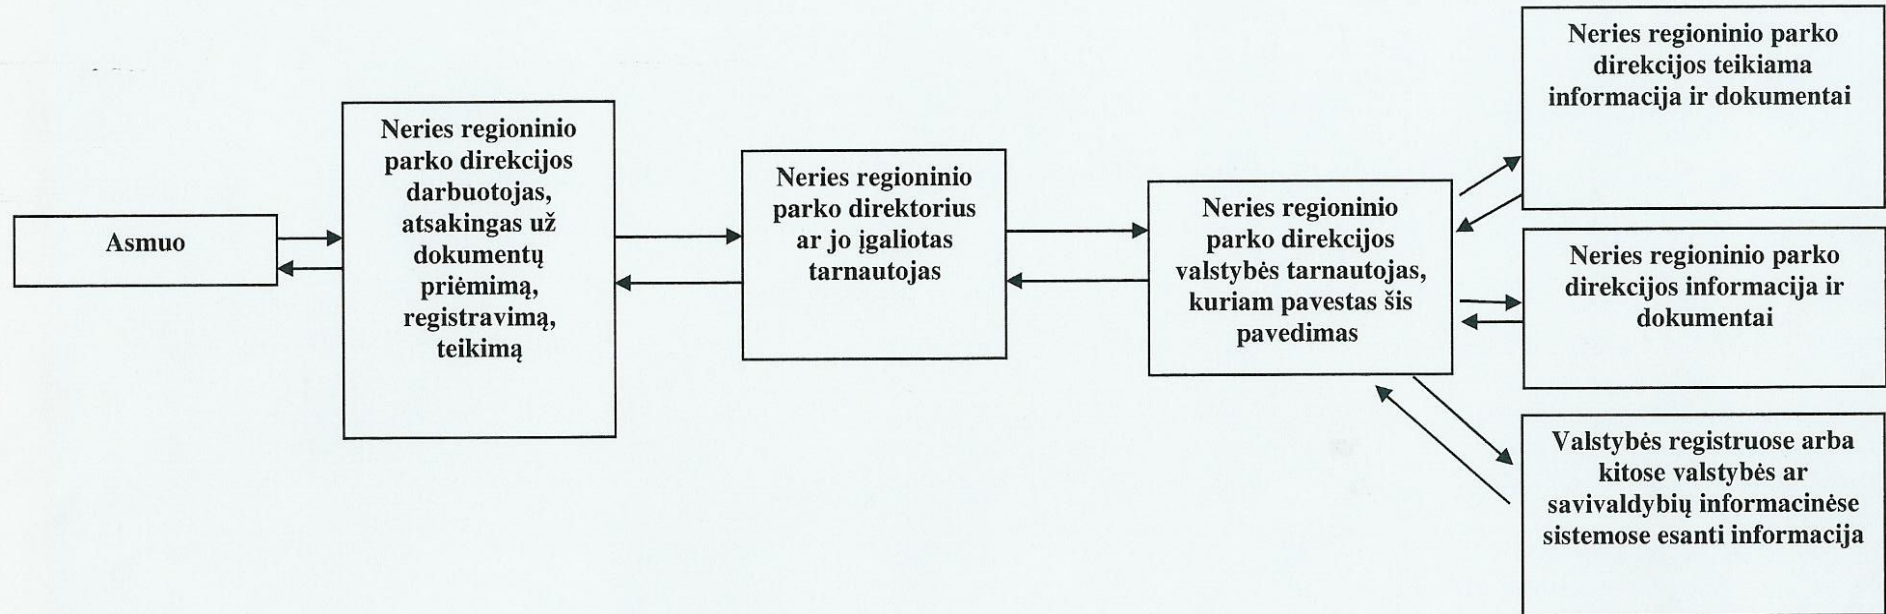 Asmuo
Neries regioninio
parko direkcijos
darbuotojas,
atsakingas už
dokumentų
priėmimą,
registravimą,
teikimą
Neries regioninio
parko direktorius
ar jo įgaliotas
tarnautojas
Neries regioninio
parko direkcijos
valstybės tarnautojas,
kuriam pavestas šis
pavedimas
Neries regioninio parko
direkcijos teikiama
informacija ir dokumentai
Neries regioninio parko
direkcijos informacija ir
dokumentai
Valstybės registruose arba
kitose valstybės ar
savivaldybių informacinėse
sistemose esanti informacija